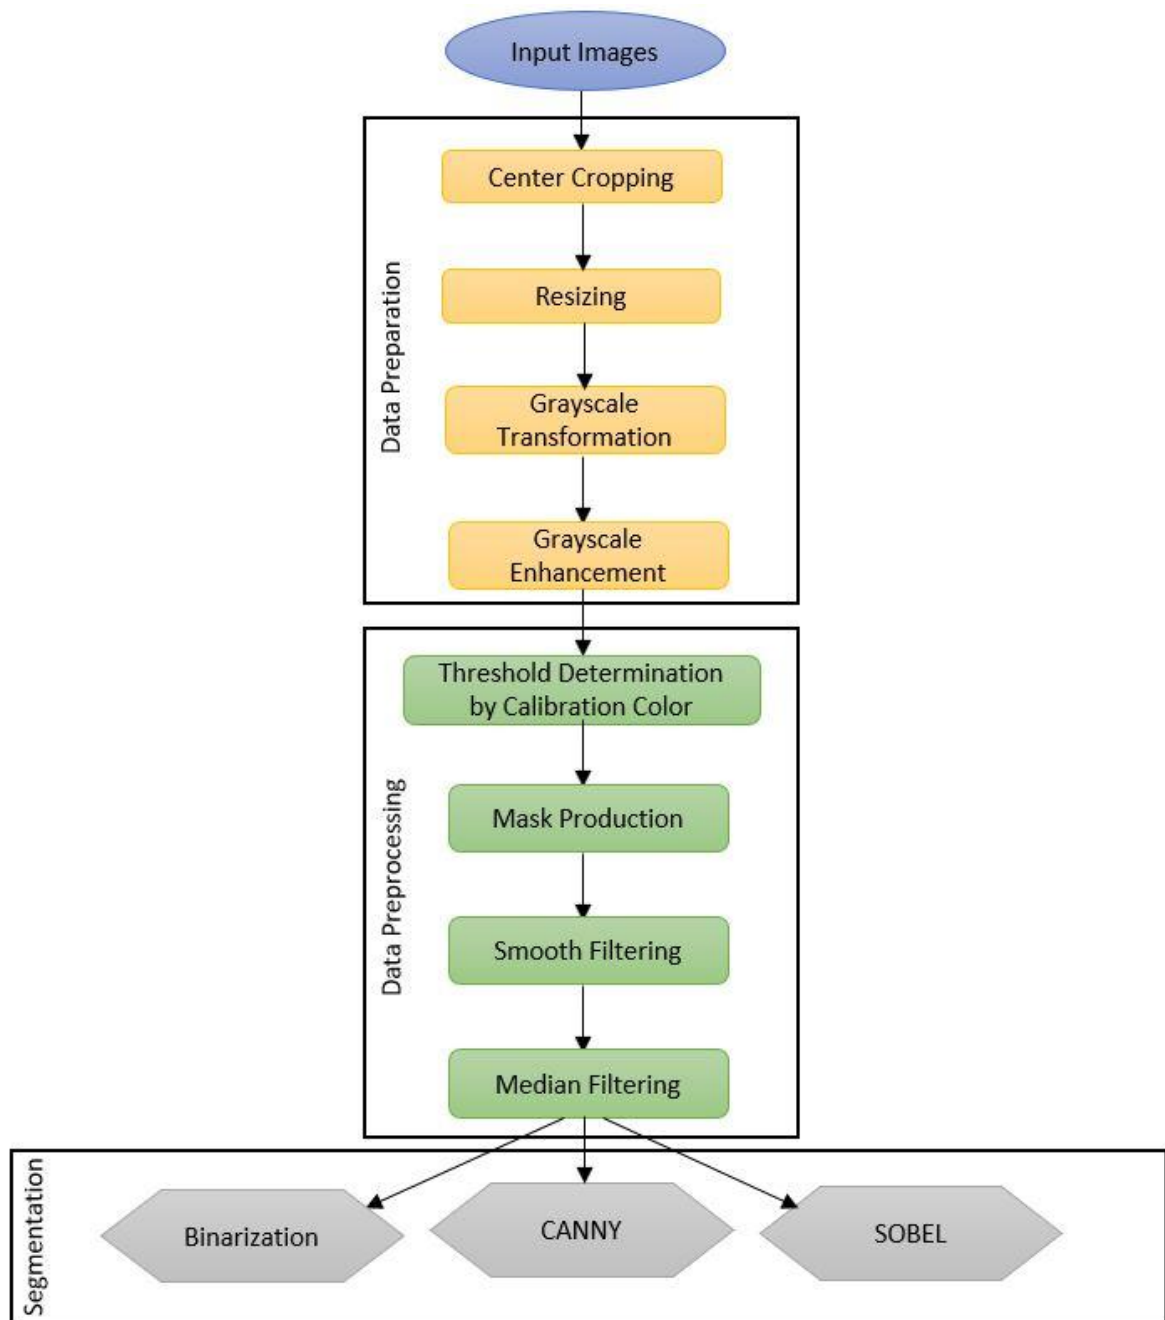 Input Images
Data Preparation
Center Cropping
Resizing
Grayscale
Transformation
Grayscale
Enhancement
Data Preprocessing
Threshold Determination
by Calibration Color
Mask Production
Smooth Filtering
Median Filtering
Segmentation
Binarization
CANNY
SOBEL